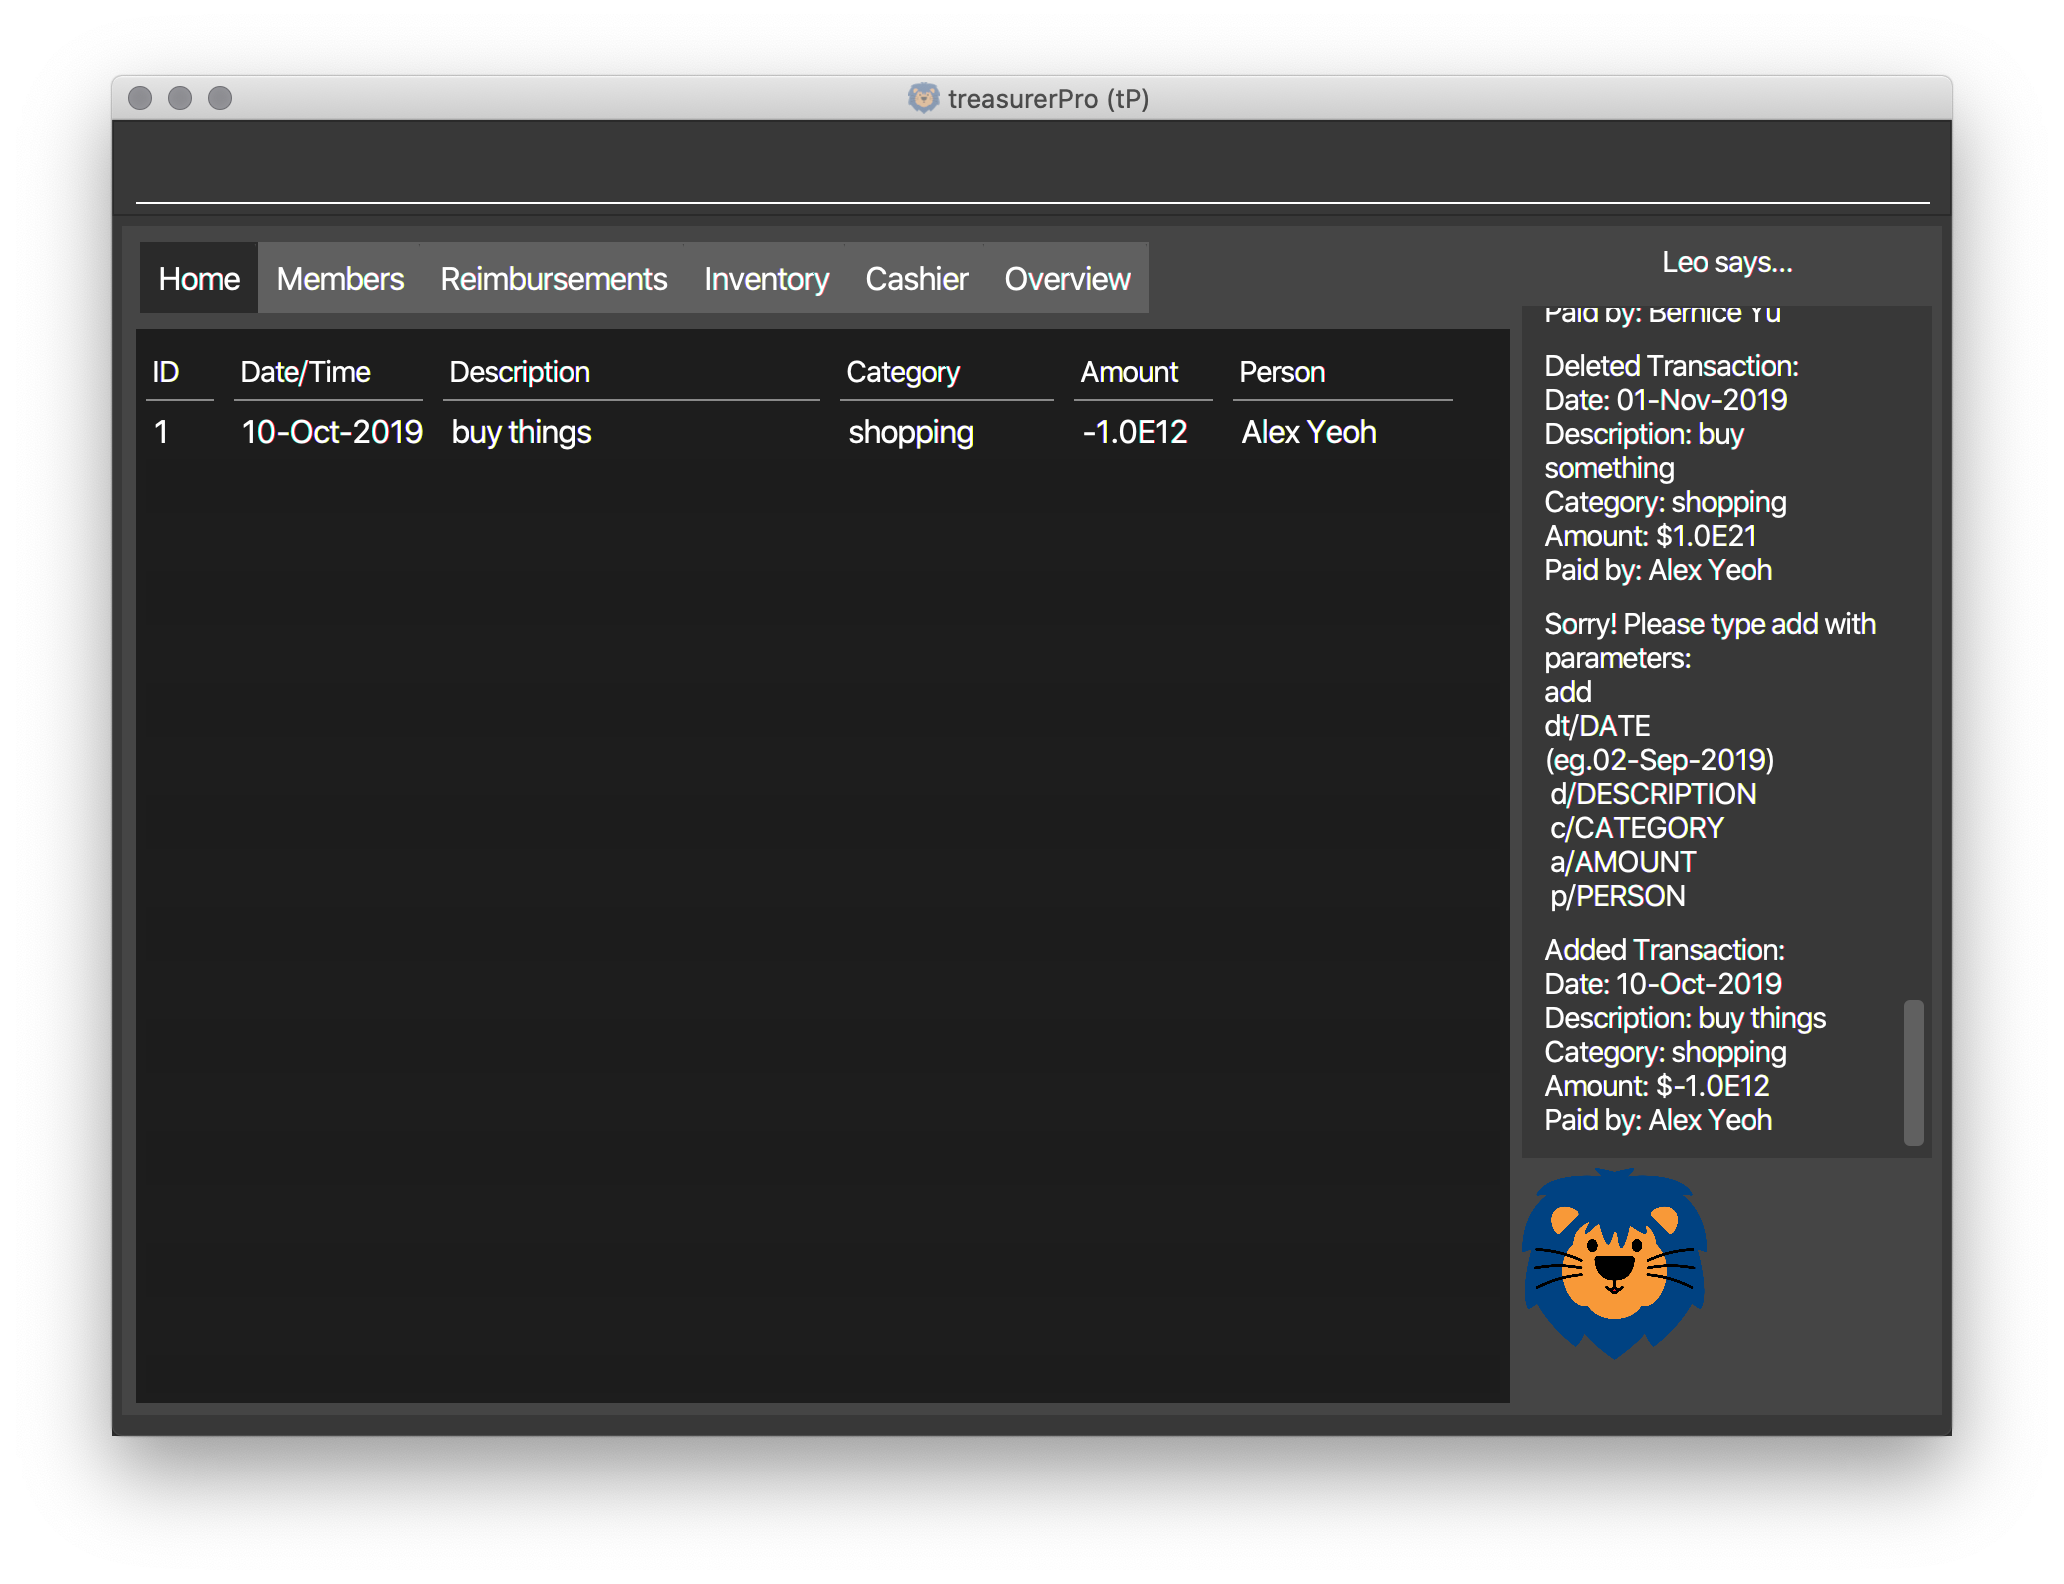 treasurerPro (tP)
Home Members Reimbursements Inventory Cashier Overview
ID Date/Time Description Category Amount Person
1 10-Oct-2019 buy things shopping -1.0E12 Alex Yeoh
Leo says...
Paid by: Bernice Yu
Deleted Transaction:
Date: 01-Nov-2019
Description: buy
something
Category: shopping
Amount: $1.0E21
Paid by: Alex Yeoh
Sorry! Please type add with
parameters:
add
dt/DATE
(eg.02-Sep-2019)
d/DESCRIPTION
c/CATEGORY
a/AMOUNT
p/PERSON
Added Transaction:
Date: 10-Oct-2019
Description: buy things
Category: shopping
Amount: $-1.0E12
Paid by: Alex Yeoh